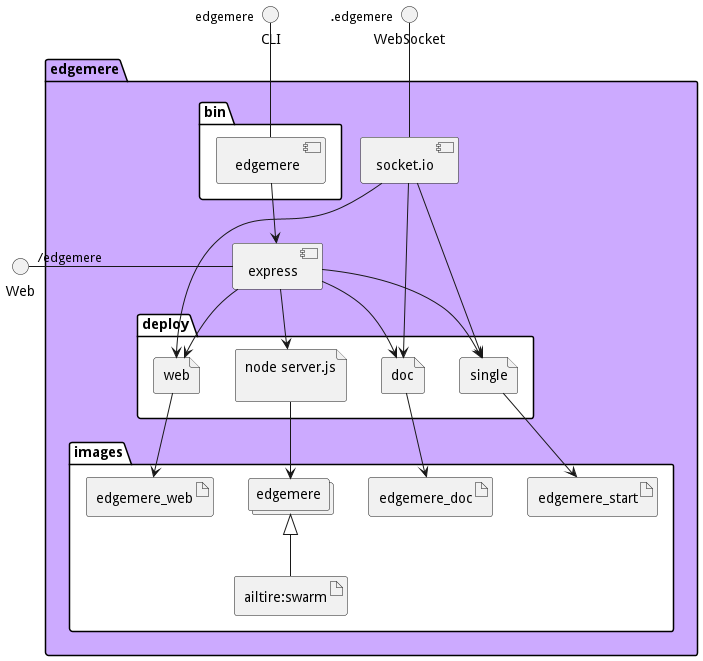 edgemere
.edgemere
CLI
WebSocket
edgemere
bin
edgemere
socket.io
/edgemere
express
Web
deploy
web
node server.js
doc
single
images
edgemere_web
edgemere
edgemere_doc
edgemere_start
ailtire:swarm